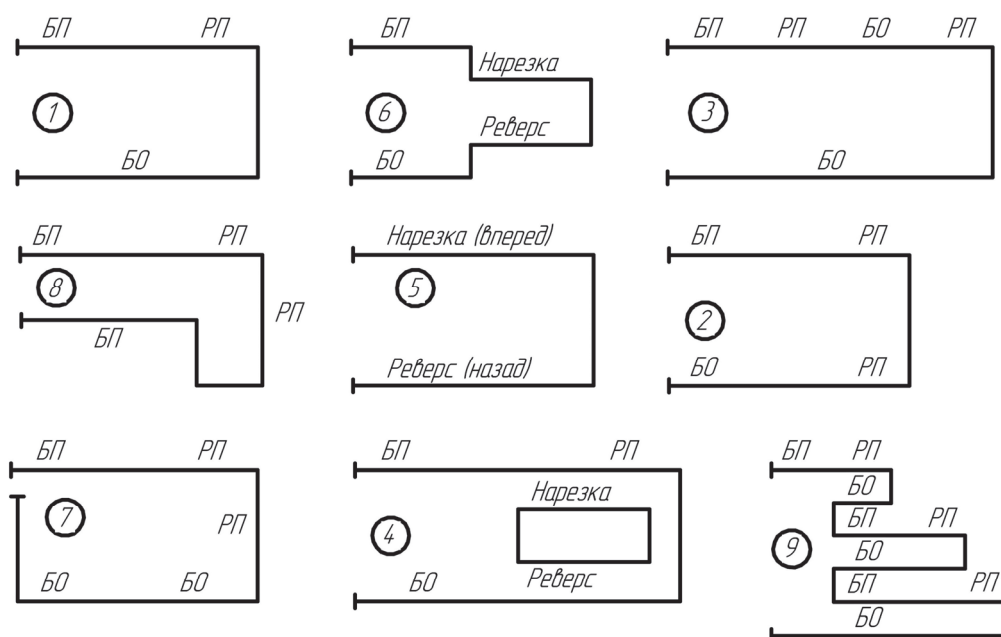 БП РП
1
БО
БП
Нарезка
6
Реверс
БО
БП РП БО РП
3
БО
БП РП
8
РП
БП
Нарезка (вперед)
5
Реверс (назад)
БП РП
2
БО РП
БП РП
7
РП
БО БО
БП РП
Нарезка
4
Реверс
БО
БП РП
БО
БП РП
9
БО
БП РП
БО